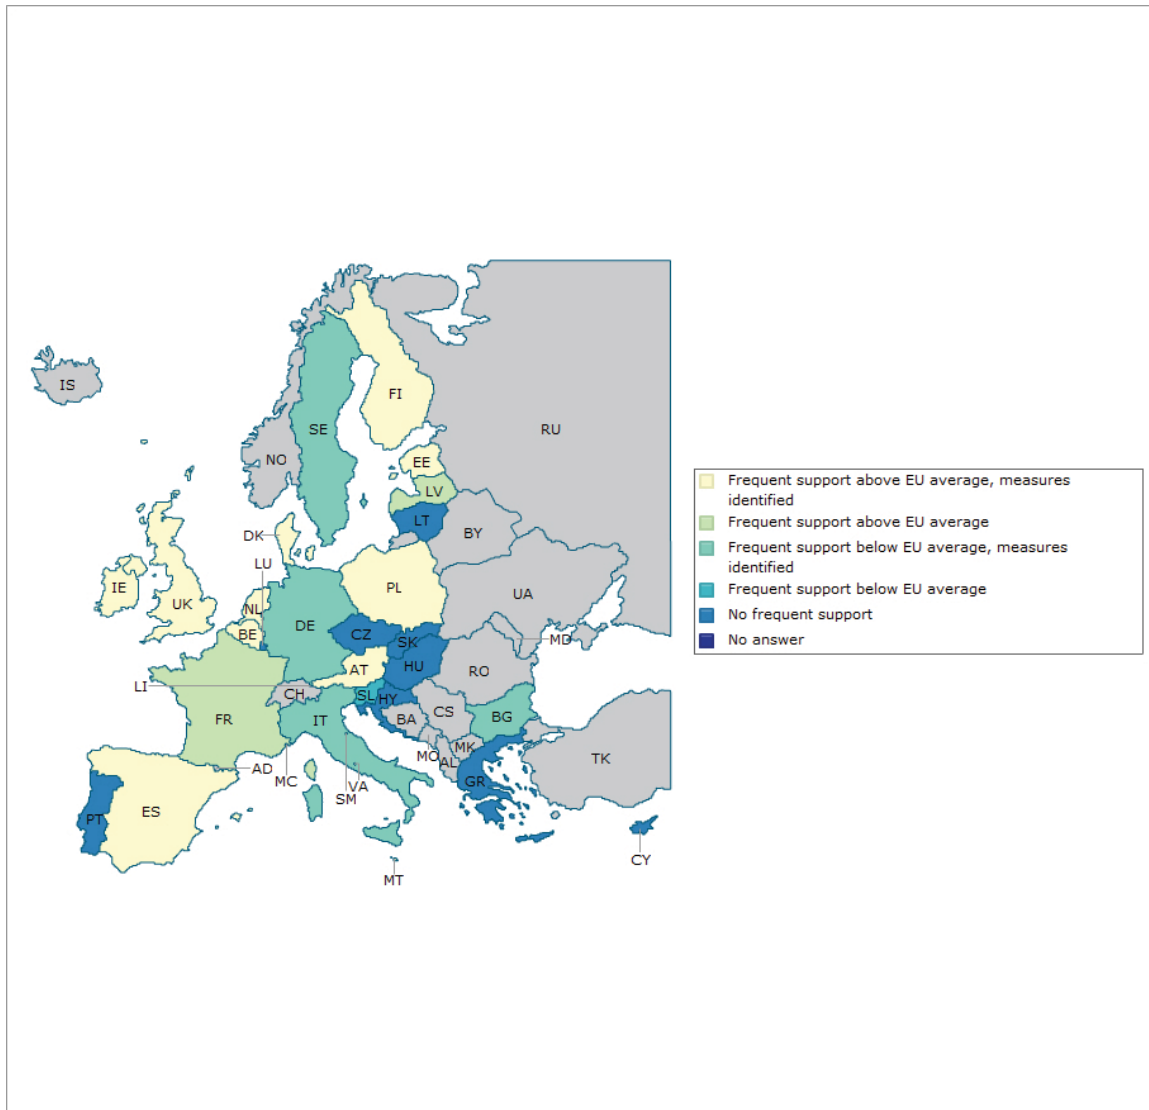 IS
FI
SE
RU
NO
EE
LV
LT
BY
DK
LU
IE
UK
NL
BE
PL
UA
DE
CZ
SK
MD
HU
RO
AT
LI
CH
SL
HY
FR
IT
BA
CS
BG
MK
MO
AL
TK
AD
MC
VA
SM
GR
ES
PT
CY
MT
Frequent support above EU average, measures
identified
Frequent support above EU average
Frequent support below EU average, measures
identified
Frequent support below EU average
No frequent support
No answer